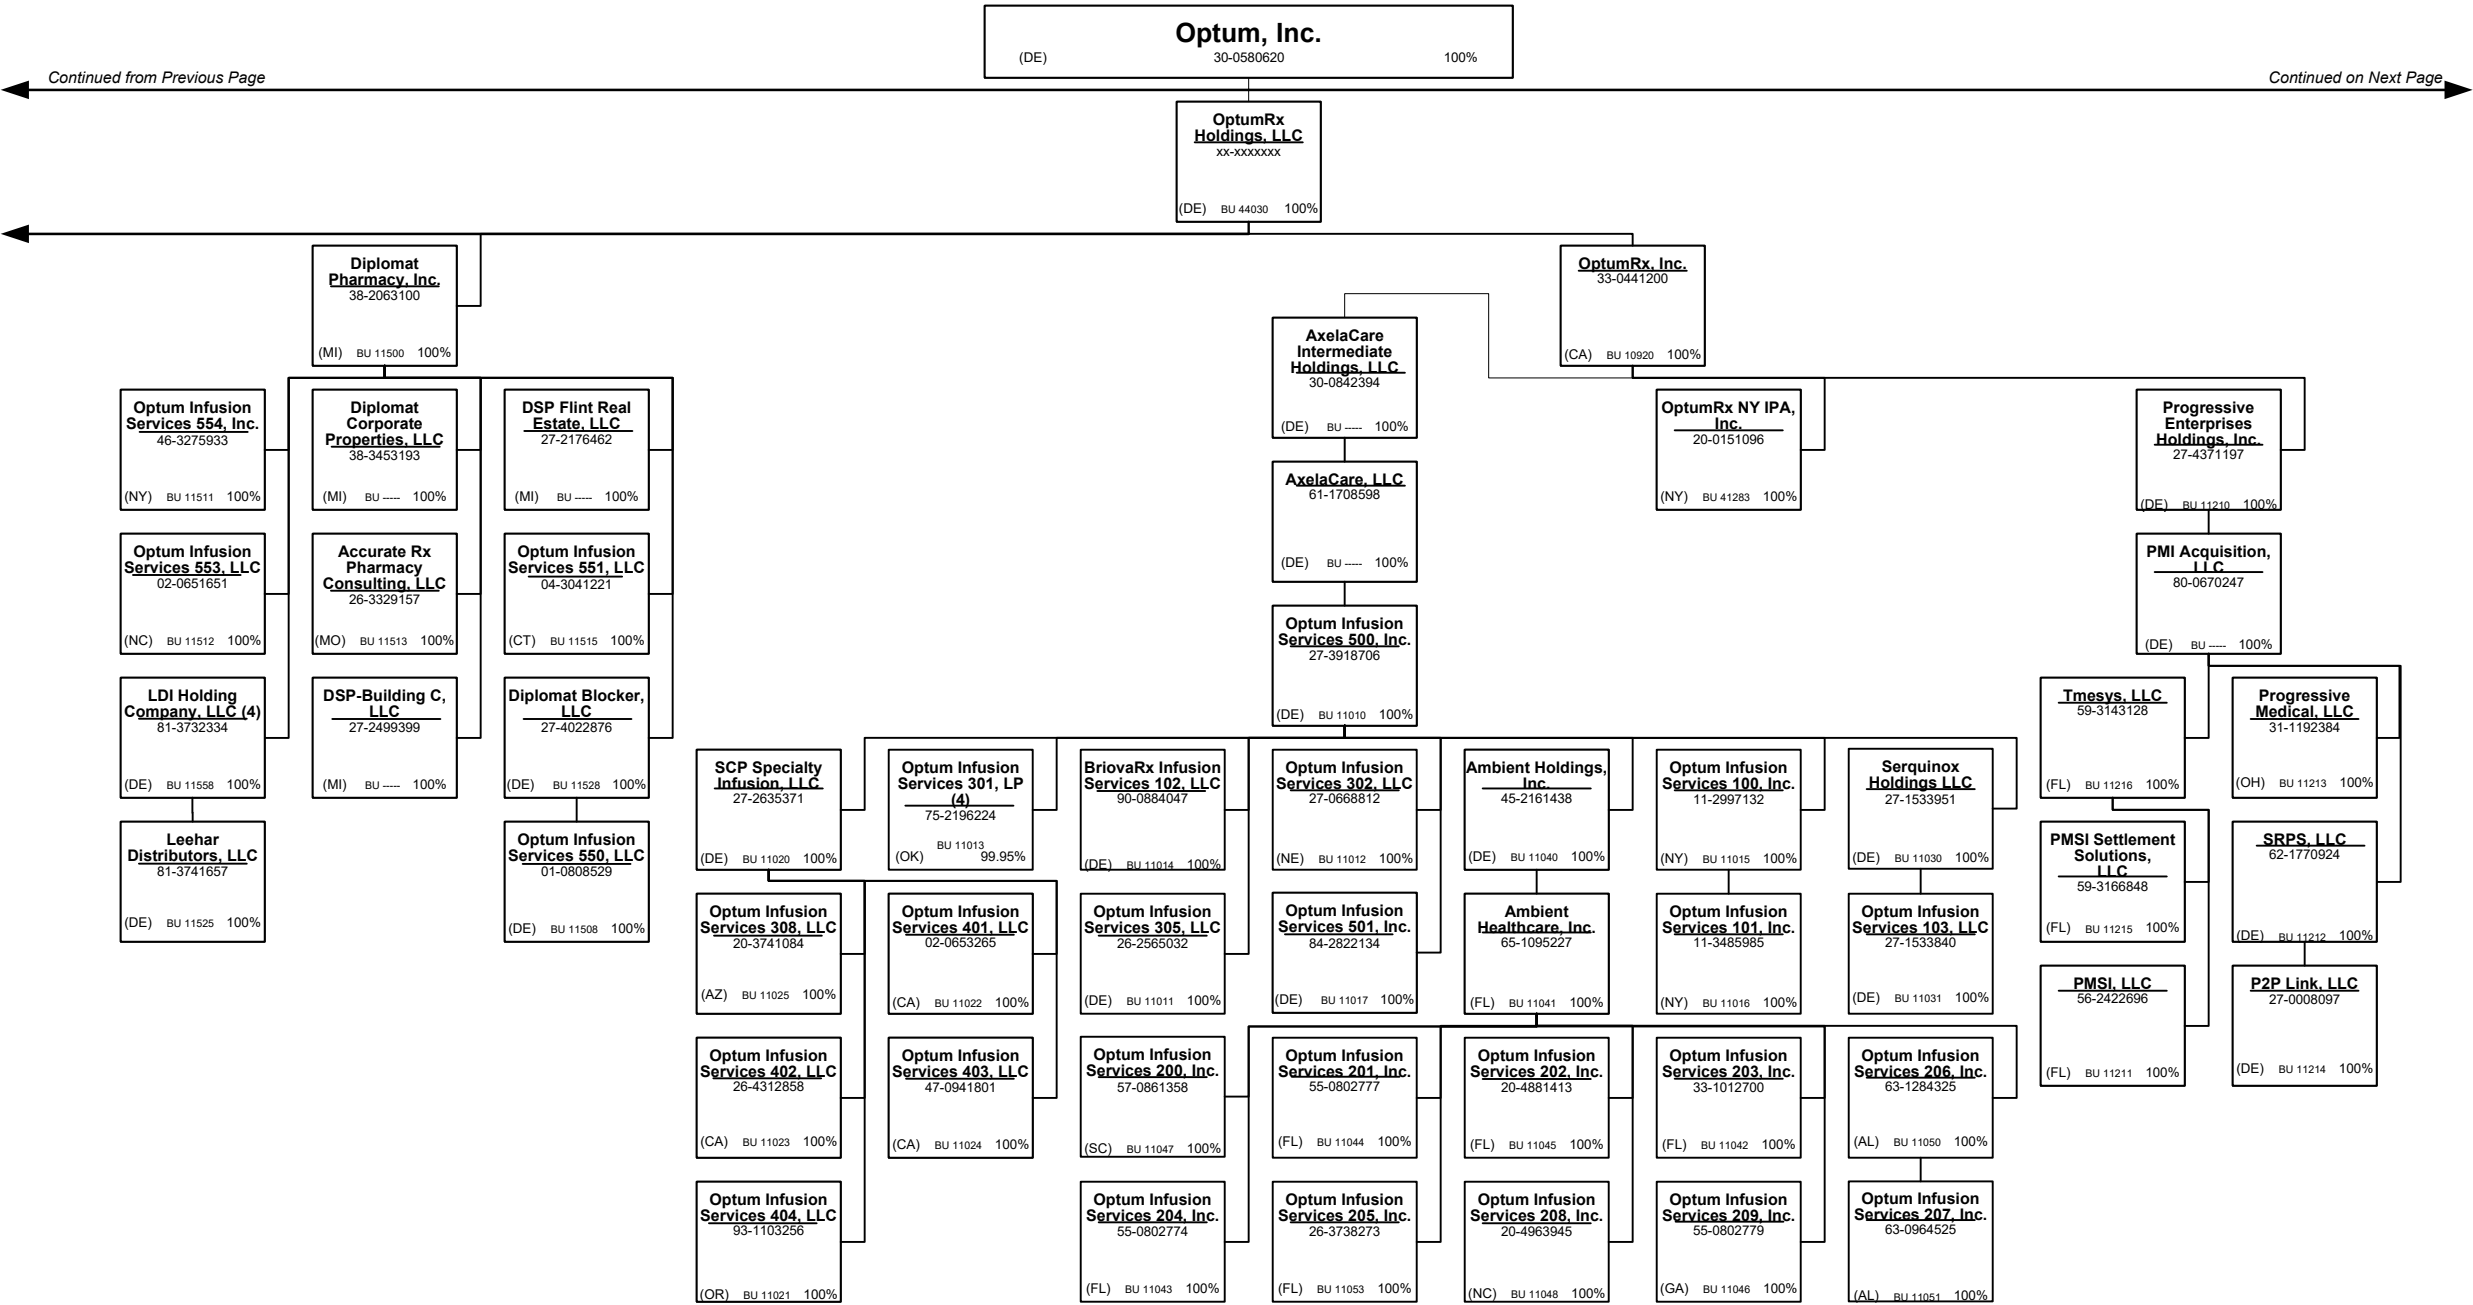 Optum, Inc.
(DE) 30-0580620 100%
Continued from Previous Page
Continued on Next Page
OptumRx
Holdings, LLC
xx-xxxxxxx
(DE) BU 44030 100%
Diplomat
Pharmacy, Inc.
38-2063100
(MI) BU 11500 100%
OptumRx, Inc.
33-0441200
(CA) BU 10920 100%
AxelaCare
Intermediate
Holdings, LLC
30-0842394
(DE) BU ----- 100%
Optum Infusion
Services 554, Inc.
46-3275933
(NY) BU 11511 100%
Diplomat
Corporate
Properties, LLC
38-3453193
(MI) BU ----- 100%
DSP Flint Real
Estate, LLC
27-2176462
(MI) BU ----- 100%
OptumRx NY IPA,
Inc.
20-0151096
(NY) BU 41283 100%
Progressive
Enterprises
Holdings, Inc.
27-4371197
(DE) BU 11210 100%
AxelaCare, LLC
61-1708598
(DE) BU ----- 100%
Optum Infusion
Services 553, LLC
02-0651651
(NC) BU 11512 100%
Accurate Rx
Pharmacy
Consulting, LLC
26-3329157
(MO) BU 11513 100%
Optum Infusion
Services 551, LLC
04-3041221
(CT) BU 11515 100%
PMI Acquisition,
LLC
80-0670247
(DE) BU ----- 100%
Optum Infusion
Services 500, Inc.
27-3918706
(DE) BU 11010 100%
LDI Holding
Company, LLC (4)
81-3732334
(DE) BU 11558 100%
DSP-Building C,
LLC
27-2499399
(MI) BU ----- 100%
Diplomat Blocker,
LLC
27-4022876
(DE) BU 11528 100%
Tmesys, LLC
59-3143128
(FL) BU 11216 100%
Progressive
Medical, LLC
31-1192384
(OH) BU 11213 100%
SCP Specialty
Infusion, LLC
27-2635371
(DE) BU 11020 100%
Optum Infusion
Services 301, LP
(4)
75-2196224
BU 11013
(OK) 99.95%
BriovaRx Infusion
Services 102, LLC
90-0884047
(DE) BU 11014 100%
Optum Infusion
Services 302, LLC
27-0668812
(NE) BU 11012 100%
Ambient Holdings,
Inc.
45-2161438
(DE) BU 11040 100%
Optum Infusion
Services 100, Inc.
11-2997132
(NY) BU 11015 100%
Serquinox
Holdings LLC
27-1533951
(DE) BU 11030 100%
Leehar
Distributors, LLC
81-3741657
(DE) BU 11525 100%
Optum Infusion
Services 550, LLC
01-0808529
(DE) BU 11508 100%
PMSI Settlement
Solutions,
LLC
59-3166848
(FL) BU 11215 100%
SRPS, LLC
62-1770924
(DE) BU 11212 100%
Optum Infusion
Services 308, LLC
20-3741084
(AZ) BU 11025 100%
Optum Infusion
Services 401, LLC
02-0653265
(CA) BU 11022 100%
Optum Infusion
Services 305, LLC
26-2565032
(DE) BU 11011 100%
Optum Infusion
Services 501, Inc.
84-2822134
(DE) BU 11017 100%
Ambient
Healthcare, Inc.
65-1095227
(FL) BU 11041 100%
Optum Infusion
Services 101, Inc.
11-3485985
(NY) BU 11016 100%
Optum Infusion
Services 103, LLC
27-1533840
(DE) BU 11031 100%
PMSI, LLC
56-2422696
(FL) BU 11211 100%
P2P Link, LLC
27-0008097
(DE) BU 11214 100%
Optum Infusion
Services 402, LLC
26-4312858
(CA) BU 11023 100%
Optum Infusion
Services 403, LLC
47-0941801
(CA) BU 11024 100%
Optum Infusion
Services 200, Inc.
57-0861358
(SC) BU 11047 100%
Optum Infusion
Services 201, Inc.
55-0802777
(FL) BU 11044 100%
Optum Infusion
Services 202, Inc.
20-4881413
(FL) BU 11045 100%
Optum Infusion
Services 203, Inc.
33-1012700
(FL) BU 11042 100%
Optum Infusion
Services 206, Inc.
63-1284325
(AL) BU 11050 100%
Optum Infusion
Services 404, LLC
93-1103256
(OR) BU 11021 100%
Optum Infusion
Services 204, Inc.
55-0802774
(FL) BU 11043 100%
Optum Infusion
Services 205, Inc.
26-3738273
(FL) BU 11053 100%
Optum Infusion
Services 208, Inc.
20-4963945
(NC) BU 11048 100%
Optum Infusion
Services 209, Inc.
55-0802779
(GA) BU 11046 100%
Optum Infusion
Services 207, Inc.
63-0964525
(AL) BU 11051 100%